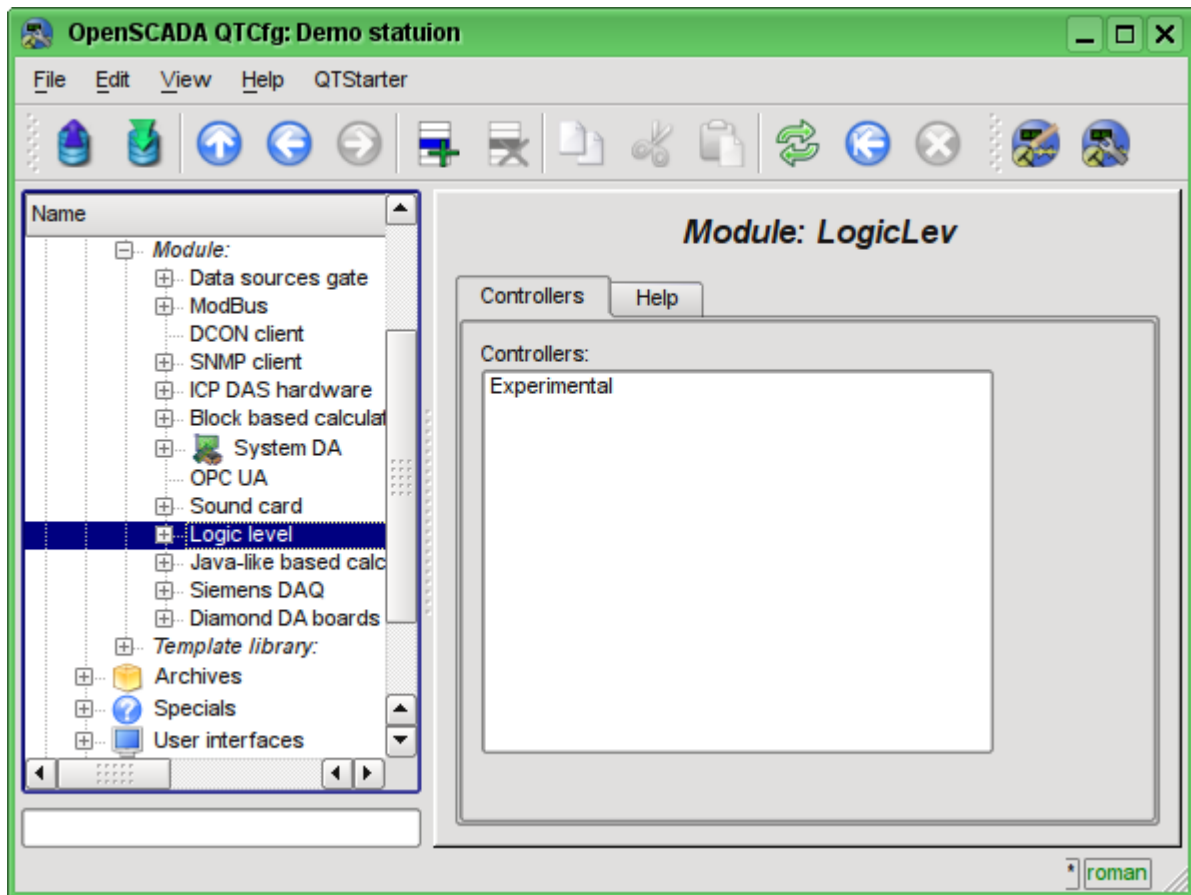 OpenSCADA QTCfg: Demo statuion
File Edit View Help QTStarter
Name
Module:
Data sources gate
ModBus
DCON client
SNMP client
ICP DAS hardware
Block based calculat
System DA
OPC UA
Sound card
Logic level
Java-like based calc
Siemens DAQ
Diamond DA boards
Template library:
Archives
Specials
User interfaces
Module: LogicLev
Controllers Help
Controllers:
Experimental
* roman